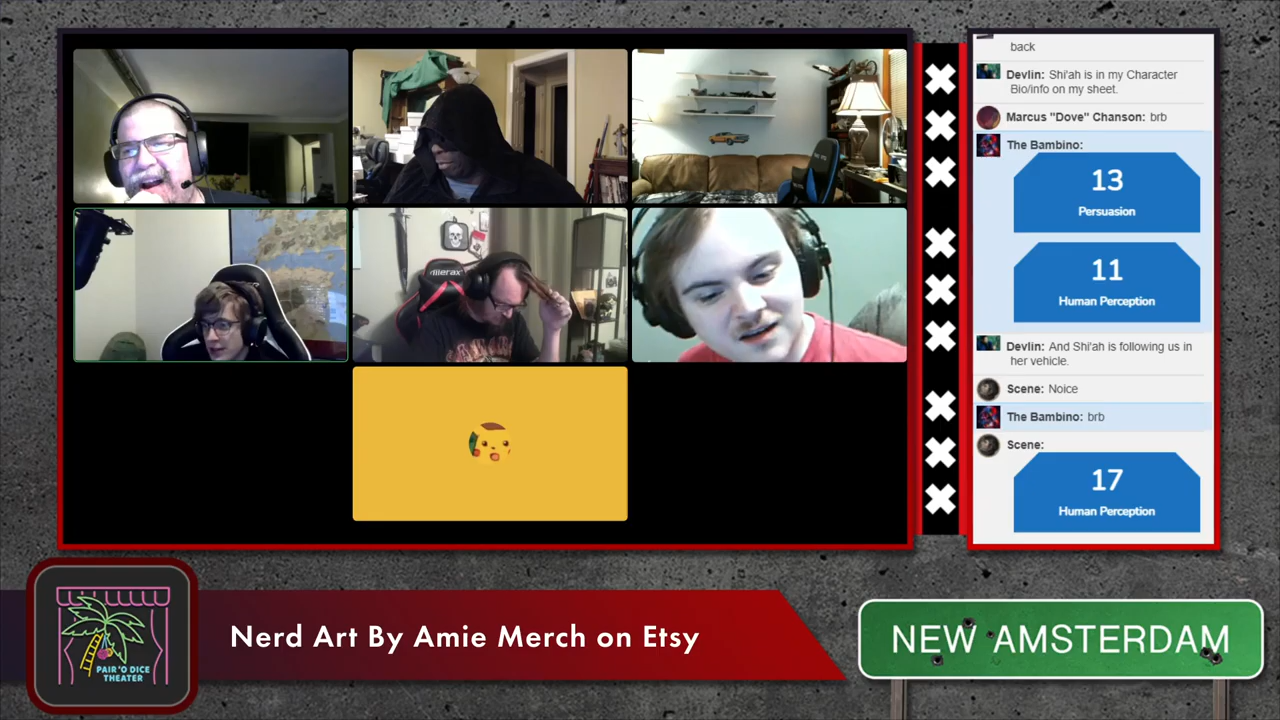 back
Devlin: Shi'ah is in my Character
Bio/info on my sheet.
Marcus "Dove" Chanson: brb
The Bambino:
13
Persuasion
11
Human Perception
Devlin: And Shi'ah is following us in
her vehicle.
Scene: Noice
The Bambino: brb
Scene:
17
Human Perception
PAIR'O DICE
THEATER
Nerd Art By Amie Merch on Etsy
NEW AMSTERDAM